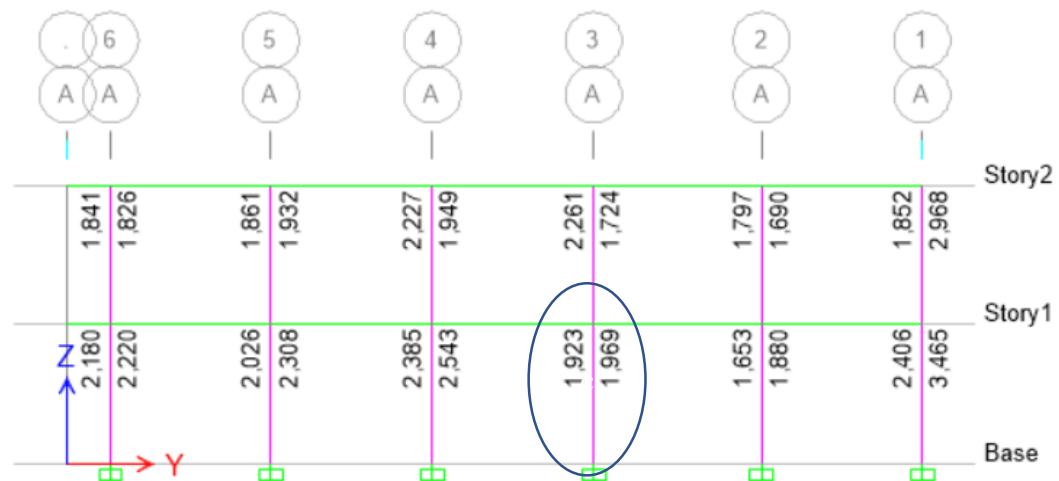 . 6 5 4 3 2 1
A A A A A A A
Story2
1,841 1,826 1,861 1,932 2,227 1,949 2,261 1,724 1,797 1,690 1,852 2,968
Story1
2,180 2,220 2,026 2,308 2,385 2,543 1,923 1,969 1,653 1,880 2,406 3,465
Z
Base
Y